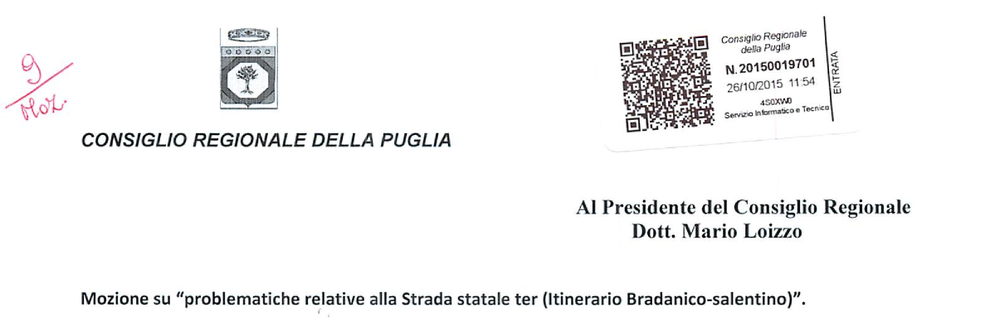 9
Moz.
CONSIGLIO REGIONALE DELLA PUGLIA
Consiglio Regionale
della Puglia
N. 20150019701
26/10/2015 11:54
4S0XW0
Servizio Informatico e Tecnico
ENTRATA
Al Presidente del Consiglio Regionale
Dott. Mario Loizzo
Mozione su “problematiche relative alla Strada statale ter (Itinerario Bradanico-salentino)”.